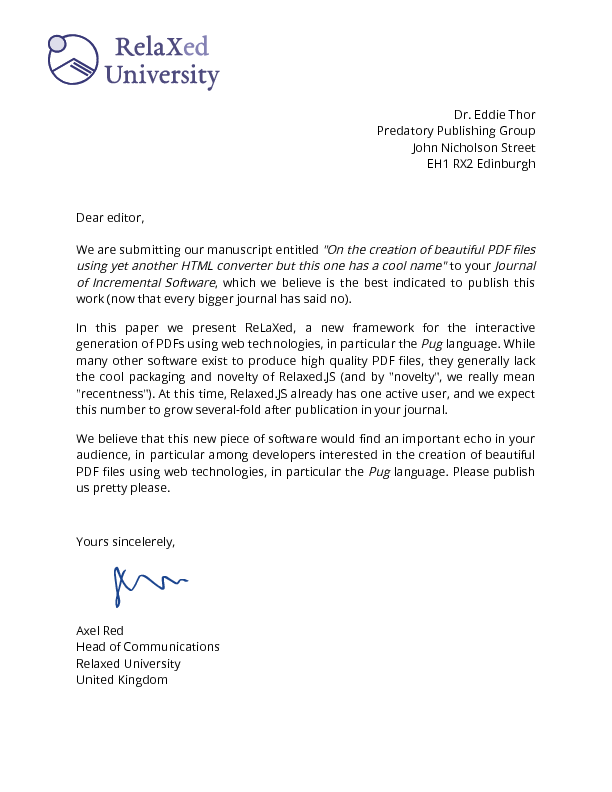 RelaXed
University
Dr. Eddie Thor
Predatory Publishing Group
John Nicholson Street
EH1 RX2 Edinburgh
Dear editor,
We are submitting our manuscript entitled "On the creation of beautiful PDF files
using yet another HTML converter but this one has a cool name" to your Journal
of Incremental Software, which we believe is the best indicated to publish this
work (now that every bigger journal has said no).
In this paper we present ReLaXed, a new framework for the interactive
generation of PDFs using web technologies, in particular the Pug language. While
many other software exist to produce high quality PDF files, they generally lack
the cool packaging and novelty of Relaxed.JS (and by "novelty", we really mean
"recentness"). At this time, Relaxed.JS already has one active user, and we expect
this number to grow several-fold after publication in your journal.
We believe that this new piece of software would find an important echo in your
audience, in particular among developers interested in the creation of beautiful
PDF files using web technologies, in particular the Pug language. Please publish
us pretty please.
Yours sincerely,
Axel Red
Head of Communications
Relaxed University
United Kingdom